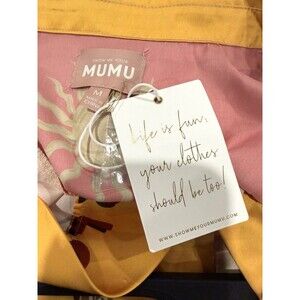 SHOW ME YOUR
MUMU
M
Life is fun,
your clothes
should be too!
WWW.SHOWMEYOURMUMU.COM